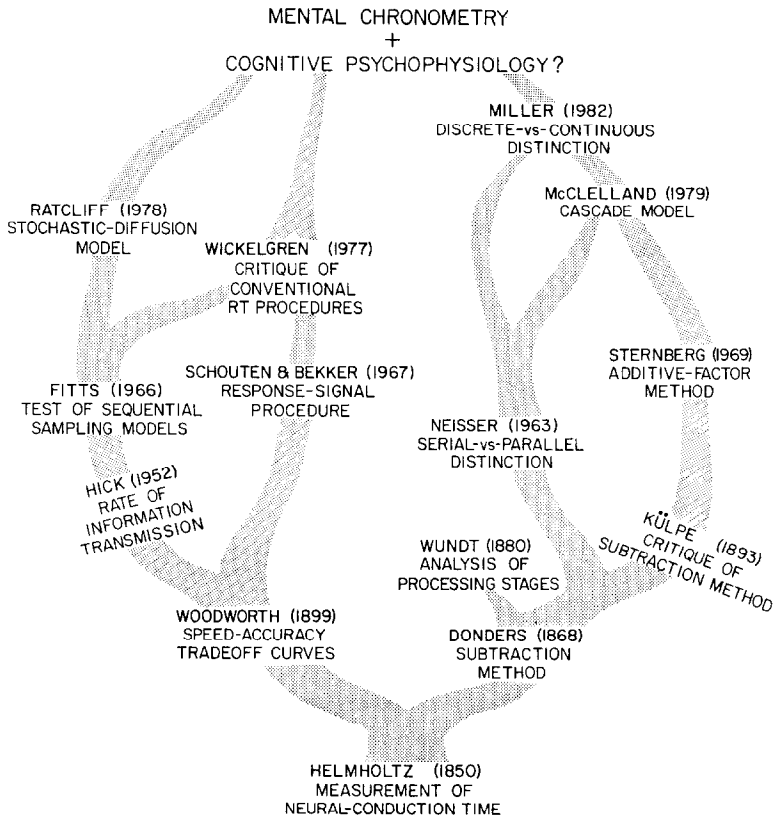 MENTAL CHRONOMETRY
+
COGNITIVE PSYCHOPHYSIOLOGY?
MILLER (1982)
DISCRETE-vs-CONTINUOUS
DISTINCTION
McCLELLAND (1979)
CASCADE MODEL
RATCLIFF (1978)
STOCHASTIC-DIFFUSION
MODEL
WICKELGREN (1977)
CRITIQUE OF
CONVENTIONAL
RT PROCEDURES
STERNBERG (1969)
ADDITIVE-FACTOR
METHOD
SCHOUTEN & BEKKER (1967)
RESPONSE-SIGNAL
PROCEDURE
FITTS (1966)
TEST OF SEQUENTIAL
SAMPLING MODELS
NEISSER (1963)
SERIAL-vs-PARALLEL
DISTINCTION
HICK (1952)
RATE OF
INFORMATION
TRANSMISSION
KÜLPE (1893)
CRITIQUE OF
SUBTRACTION METHOD
WUNDT (1880)
ANALYSIS OF
PROCESSING STAGES
WOODWORTH (1899)
SPEED-ACCURACY
TRADEOFF CURVES
DONDERS (1868)
SUBTRACTION
METHOD
HELMHOLTZ (1850)
MEASUREMENT OF
NEURAL-CONDUCTION TIME